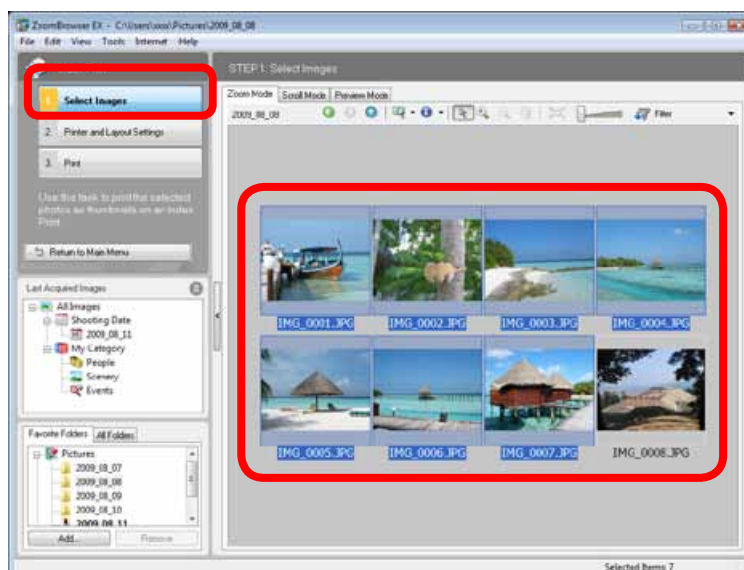 ZoomBrowser EX - C:\Users\xxxx\Pictures\2009_08_08
File Edit View Tools Internet Help
STEP1: Select Images
1. Select Images
2. Printer and Layout Settings
3. Print
Use this task to print the selected
photos as thumbnails on an Index
Print.
Return to Main Menu
Zoom Mode Scroll Mode Preview Mode
2009_08_08 Filter
Last Acquired Images
All Images
Shooting Date
2009_08_11
My Category
People
Scenery
Events
Favorite Folders All Folders
Pictures
2009_08_07
2009_08_08
2009_08_09
2009_08_10
2009_08_11
Add... Remove
IMG_0001.JPG IMG_0002.JPG IMG_0003.JPG IMG_0004.JPG
IMG_0005.JPG IMG_0006.JPG IMG_0007.JPG IMG_0008.JPG
Selected Items 7